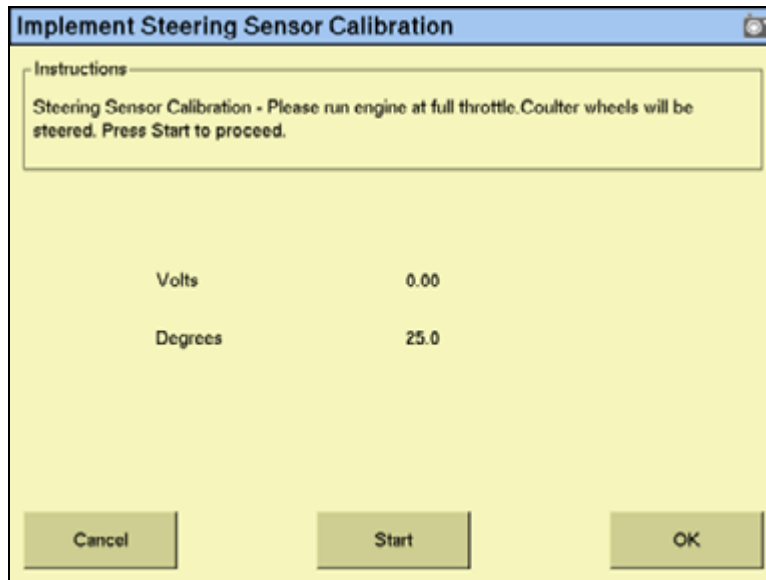 Implement Steering Sensor Calibration
Instructions
Steering Sensor Calibration - Please run engine at full throttle.Coulter wheels will be
steered. Press Start to proceed.
Volts 0.00
Degrees 25.0
Cancel Start OK